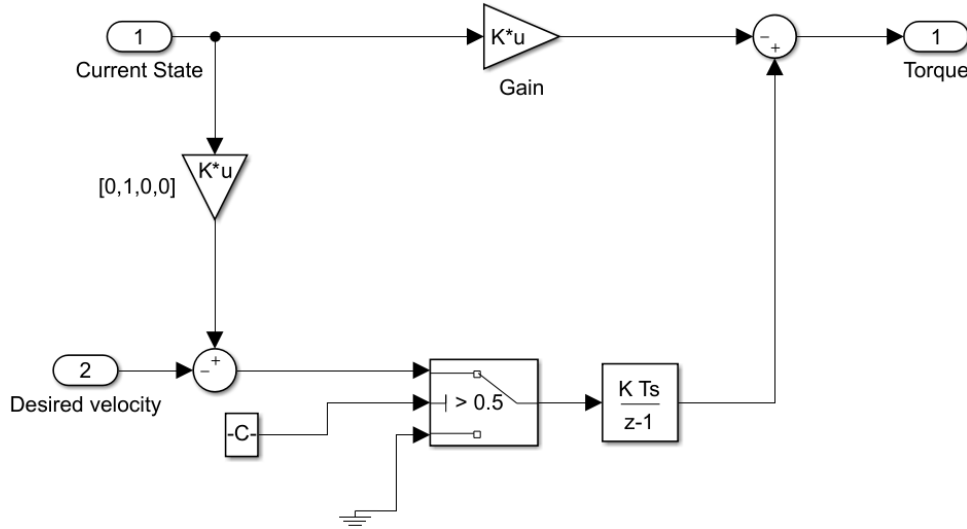 1
Current State
K*u
Gain
−
+
1
Torque
[0,1,0,0]
K*u
2
Desired velocity
−
+
> 0.5
-C-
K Ts
z-1